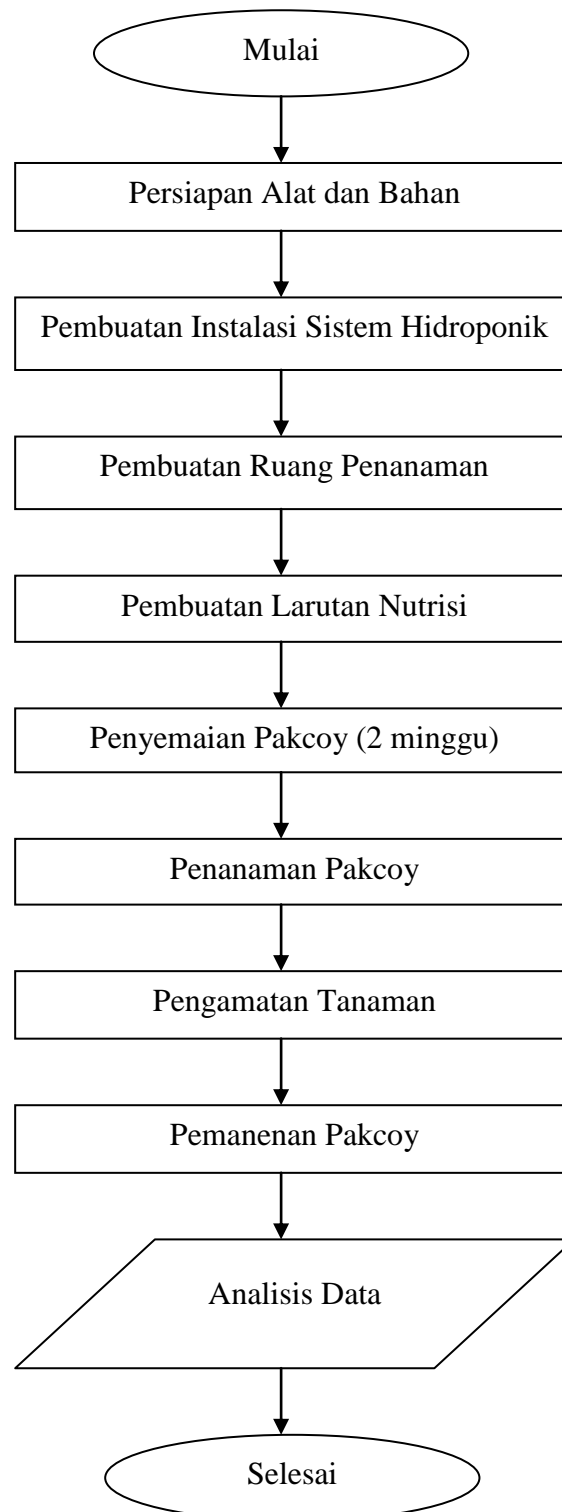 Mulai
Persiapan Alat dan Bahan
Pembuatan Instalasi Sistem Hidroponik
Pembuatan Ruang Penanaman
Pembuatan Larutan Nutrisi
Penyemaian Pakcoy (2 minggu)
Penanaman Pakcoy
Pengamatan Tanaman
Pemanenan Pakcoy
Analisis Data
Selesai